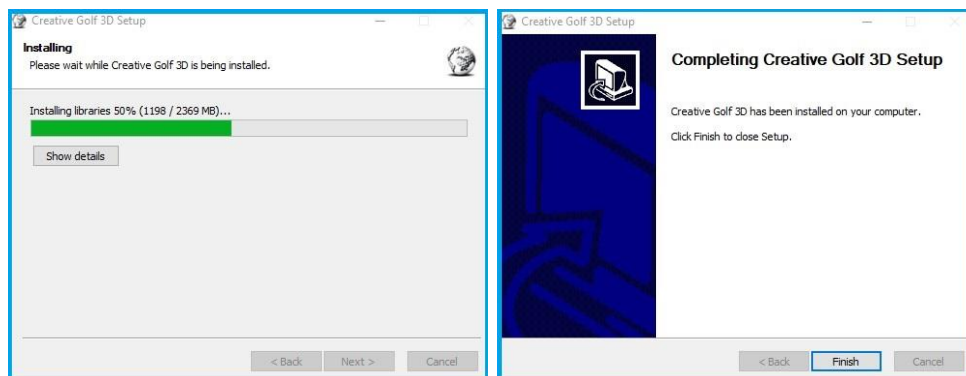 Creative Golf 3D Setup
Installing
Please wait while Creative Golf 3D is being installed.
Installing libraries 50% (1198 / 2369 MB)...
Show details
< Back
Next >
Cancel
Creative Golf 3D Setup
Completing Creative Golf 3D Setup
Creative Golf 3D has been installed on your computer.
Click Finish to close Setup.
< Back
Finish
Cancel